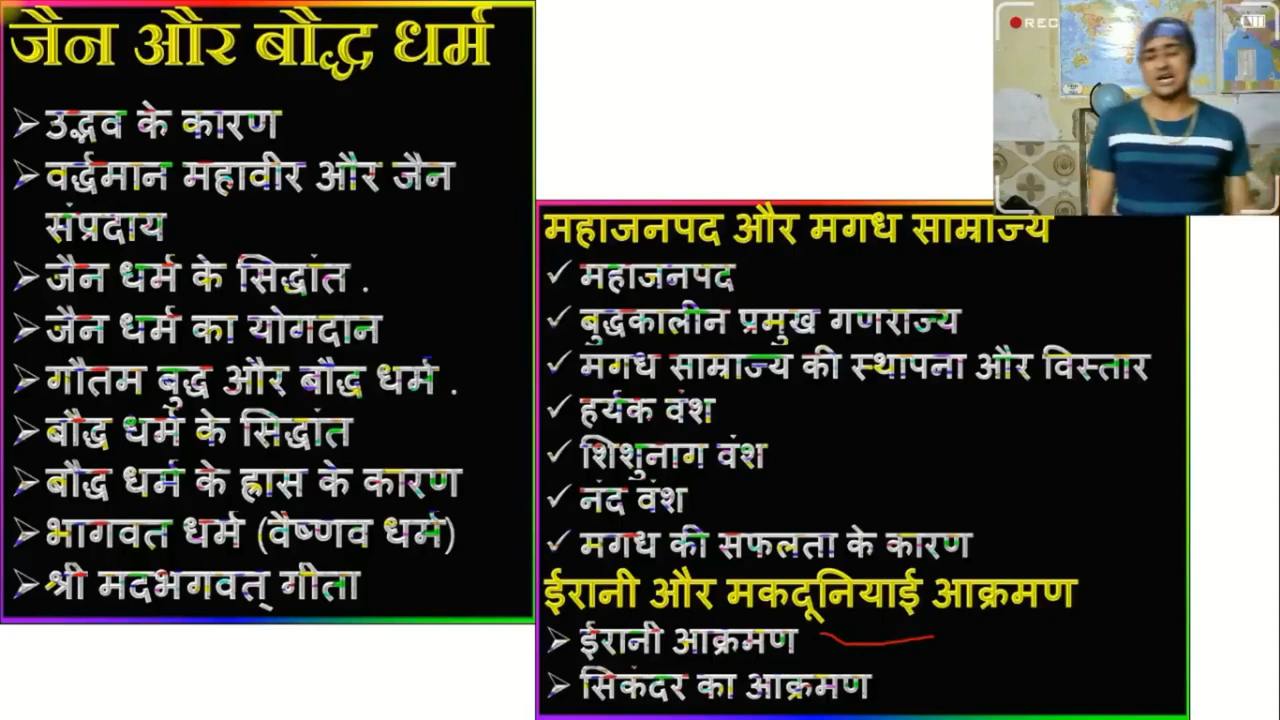 जैन और बौद्ध धर्म
उद्भव के कारण
वर्द्धमान महावीर और जैन
संप्रदाय
जैन धर्म के सिद्धांत .
जैन धर्म का योगदान
गौतम बुद्ध और बौद्ध धर्म .
बौद्ध धर्म के सिद्धांत
बौद्ध धर्म के ह्रास के कारण
भागवत धर्म (वैष्णव धर्म)
श्री मदभगवत् गीता
REC
महाजनपद और मगध साम्राज्य
महाजनपद
बुद्धकालीन प्रमुख गणराज्य
मगध साम्राज्य की स्थापना और विस्तार
हर्यक वंश
शिशुनाग वंश
नंद वंश
मगध की सफलता के कारण
ईरानी और मकदूनियाई आक्रमण
ईरानी आक्रमण
सिकंदर का आक्रमण